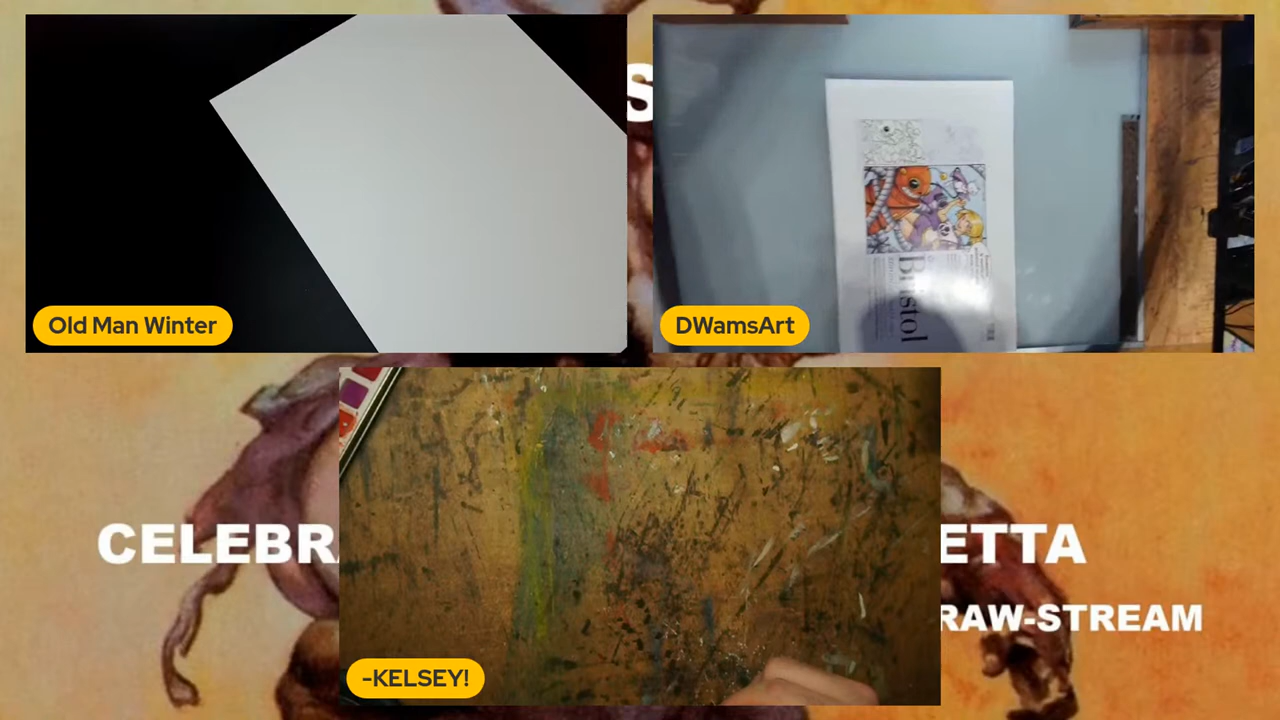 S
Old Man Winter
DWamsArt
Bristol
CELEBRA
ETTA
RAW-STREAM
-KELSEY!